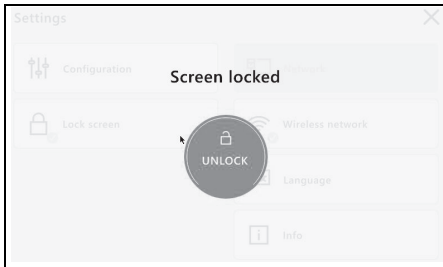 Settings
Configuration
Network
Screen locked
Lock screen
Wireless network
UNLOCK
Language
Info